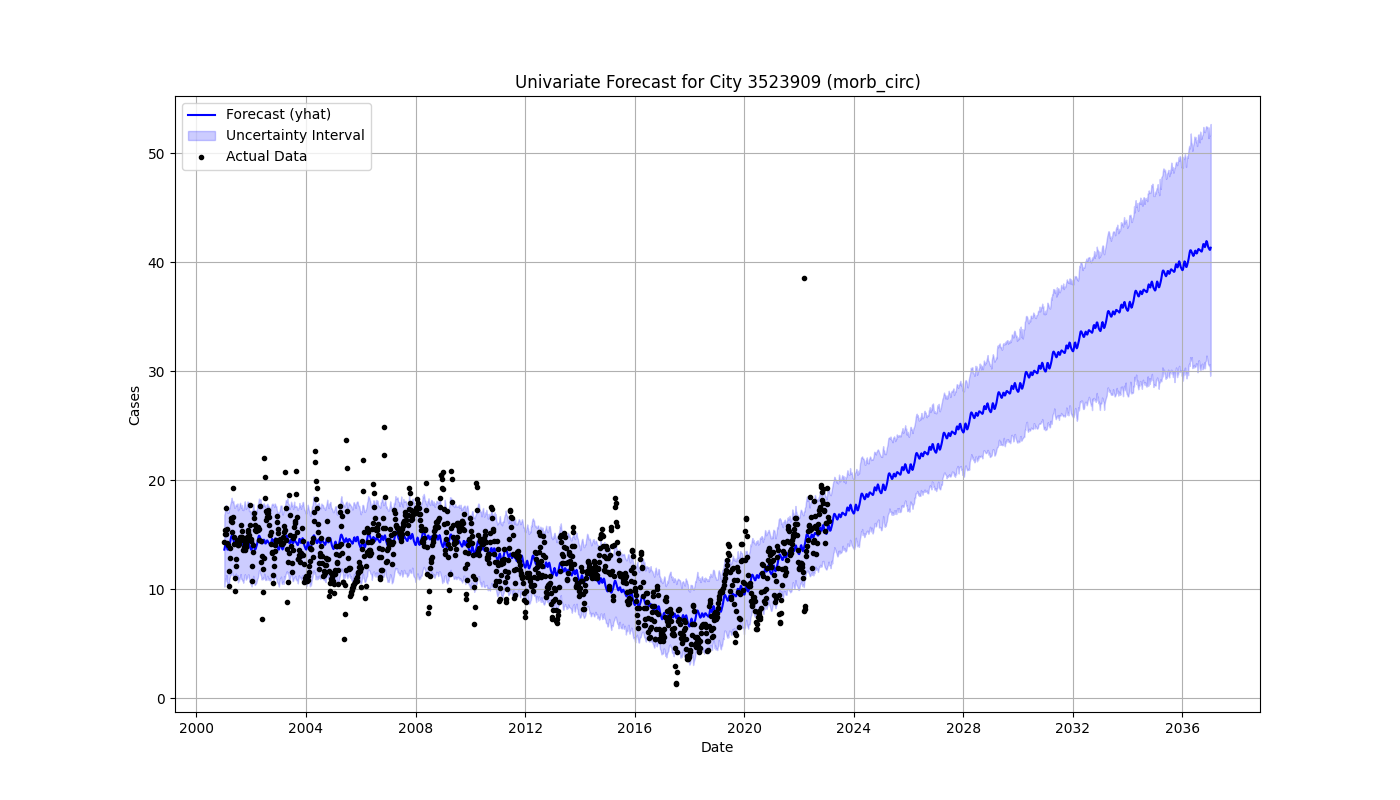 Univariate Forecast for City 3523909 (morb_circ)
Forecast (yhat)
Uncertainty Interval
Actual Data
50
40
30
20
10
0
Cases
2000 2004 2008 2012 2016 2020 2024 2028 2032 2036
Date